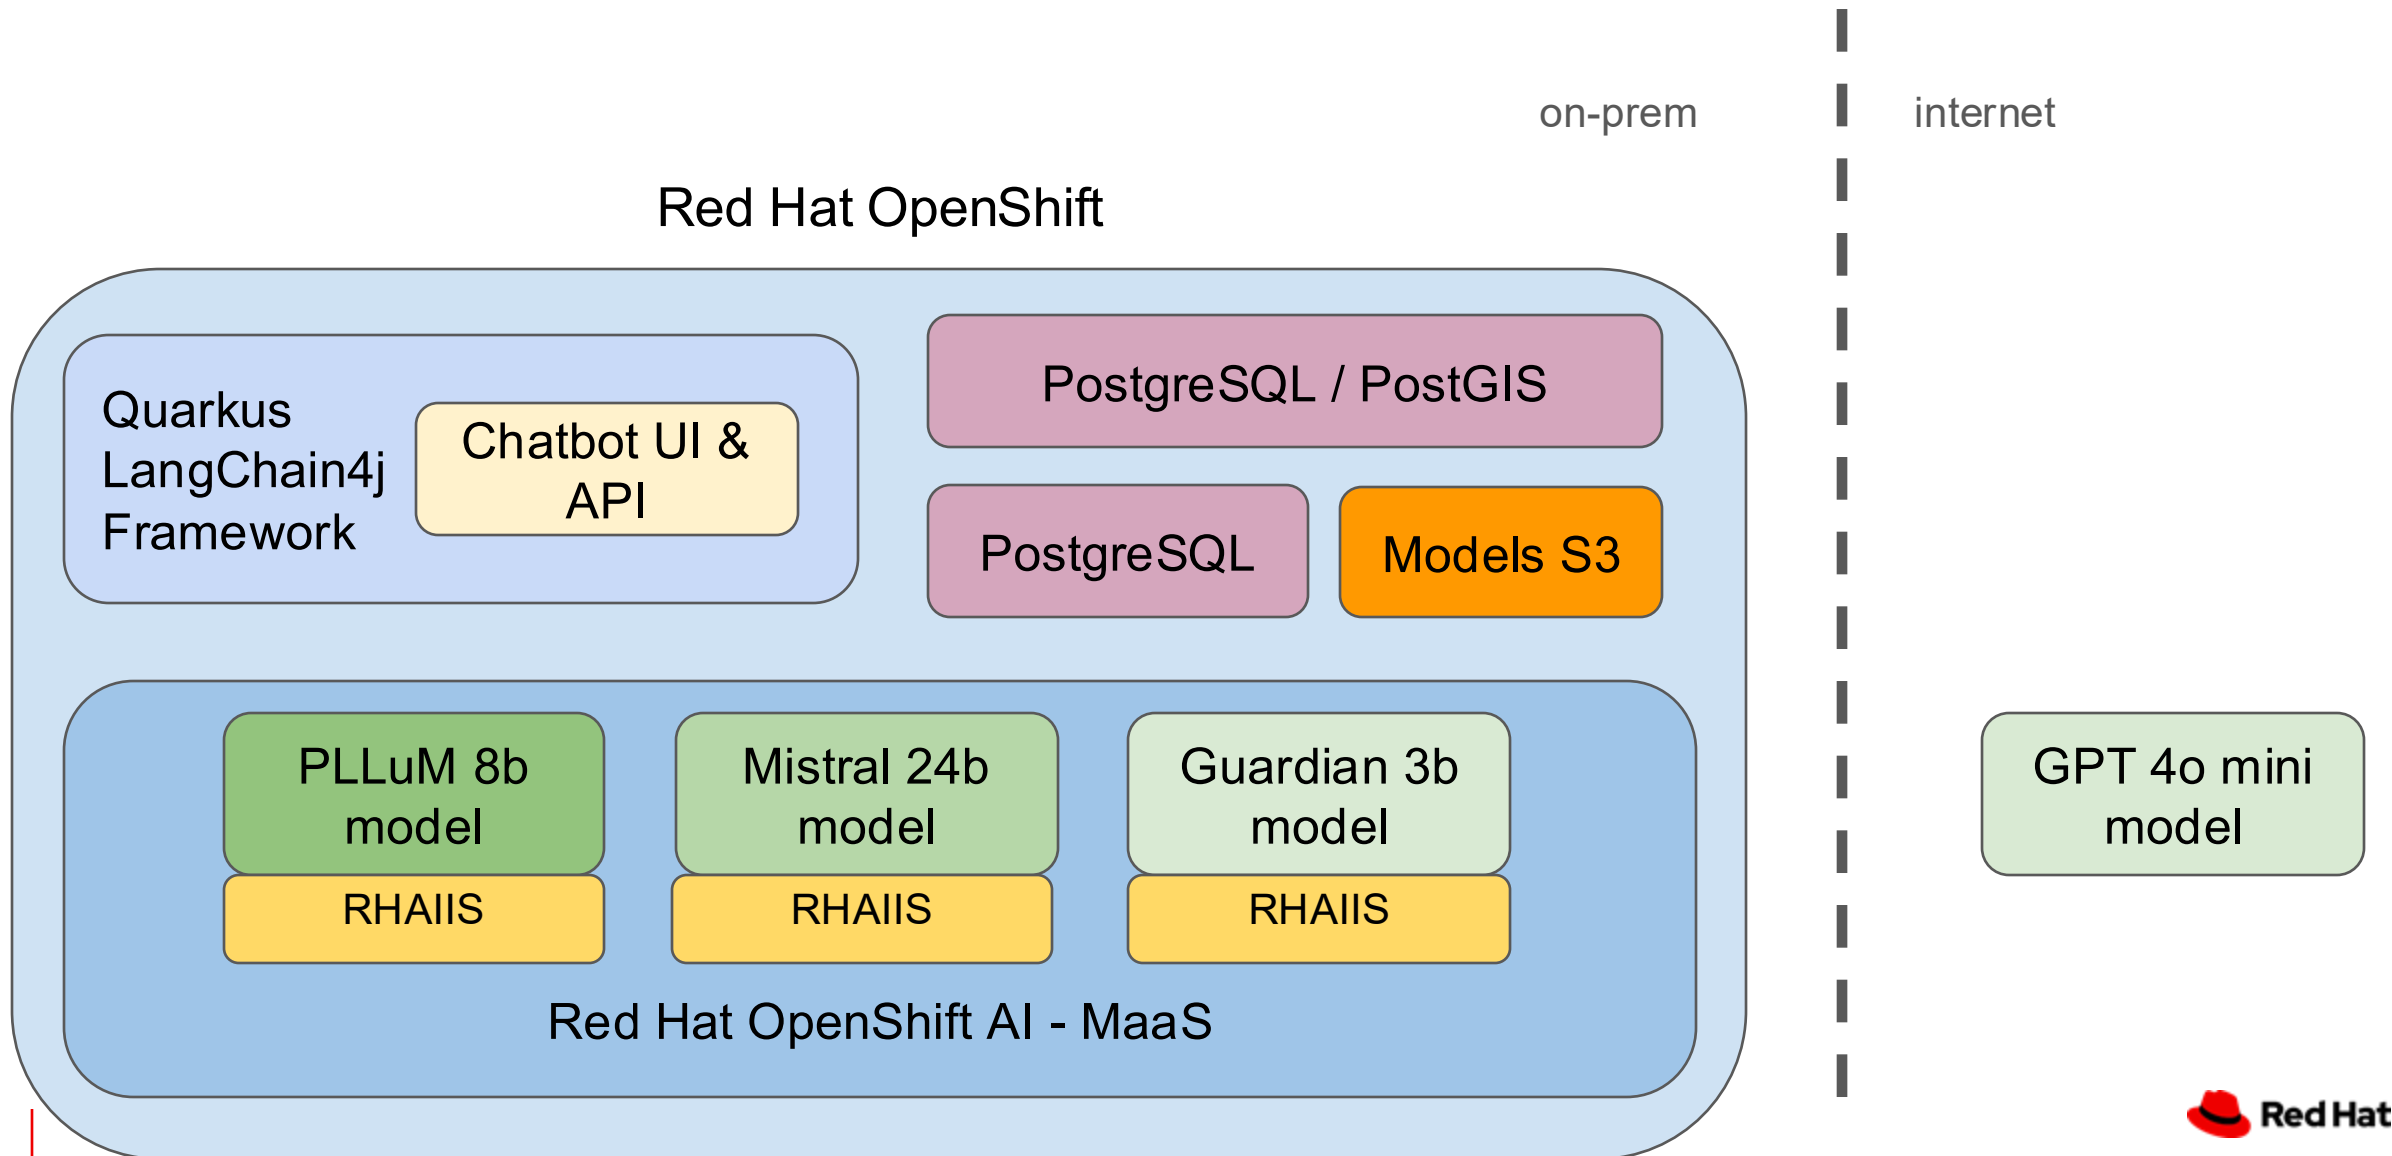 on-prem
internet
Red Hat OpenShift
Quarkus
LangChain4j
Framework
Chatbot UI &
API
PostgreSQL / PostGIS
PostgreSQL
Models S3
PLLuM 8b
model
RHAIIS
Mistral 24b
model
RHAIIS
Guardian 3b
model
RHAIIS
Red Hat OpenShift AI - MaaS
GPT 4o mini
model
Red Hat